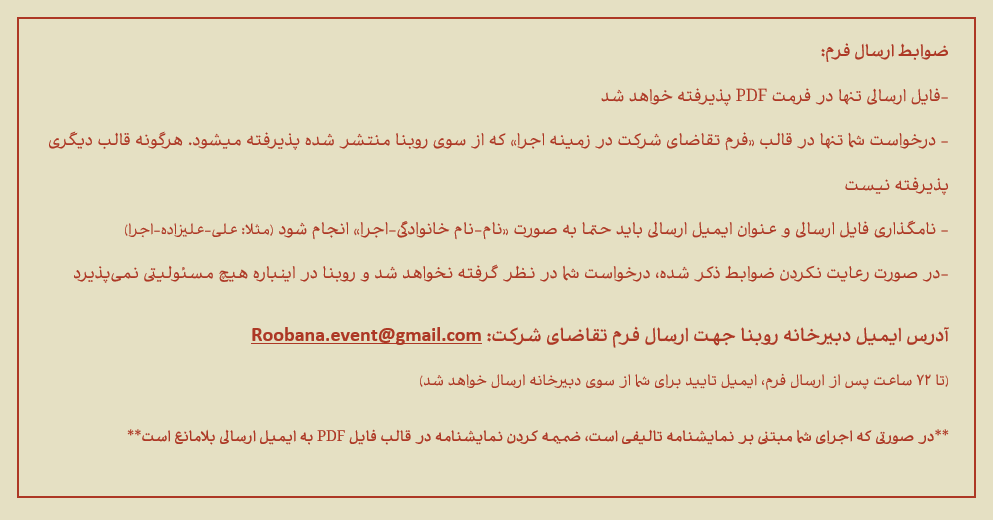 ضوابط ارسال فرم:
-فایل ارسالی تنها در فرمت PDF پذیرفته خواهد شد
- درخواست شما تنها در قالب «فرم تقاضای شرکت در زمینه اجرا» که از سوی روبنا منتشر شده پذیرفته میشود. هرگونه قالب دیگری
پذیرفته نیست
- نامگذاری فایل ارسالی و عنوان ایمیل ارسالی باید حتما به صورت «نام-نام خانوادگی-اجرا» انجام شود (مثلا: علی-علیزاده-اجرا)
-در صورت رعایت نکردن ضوابط ذکر شده، درخواست شما در نظر گرفته نخواهد شد و روبنا در اینباره هیچ مسئولیتی نمی‌پذیرد
آدرس ایمیل دبیرخانه روبنا جهت ارسال فرم تقاضای شرکت: Roobana.event@gmail.com
(تا ۷۲ ساعت پس از ارسال فرم، ایمیل تایید برای شما از سوی دبیرخانه ارسال خواهد شد)
**در صورتی که اجرای شما مبتنی بر نمایشنامه تالیفی است، ضمیمه کردن نمایشنامه در قالب فایل PDF به ایمیل ارسالی بلامانع است**